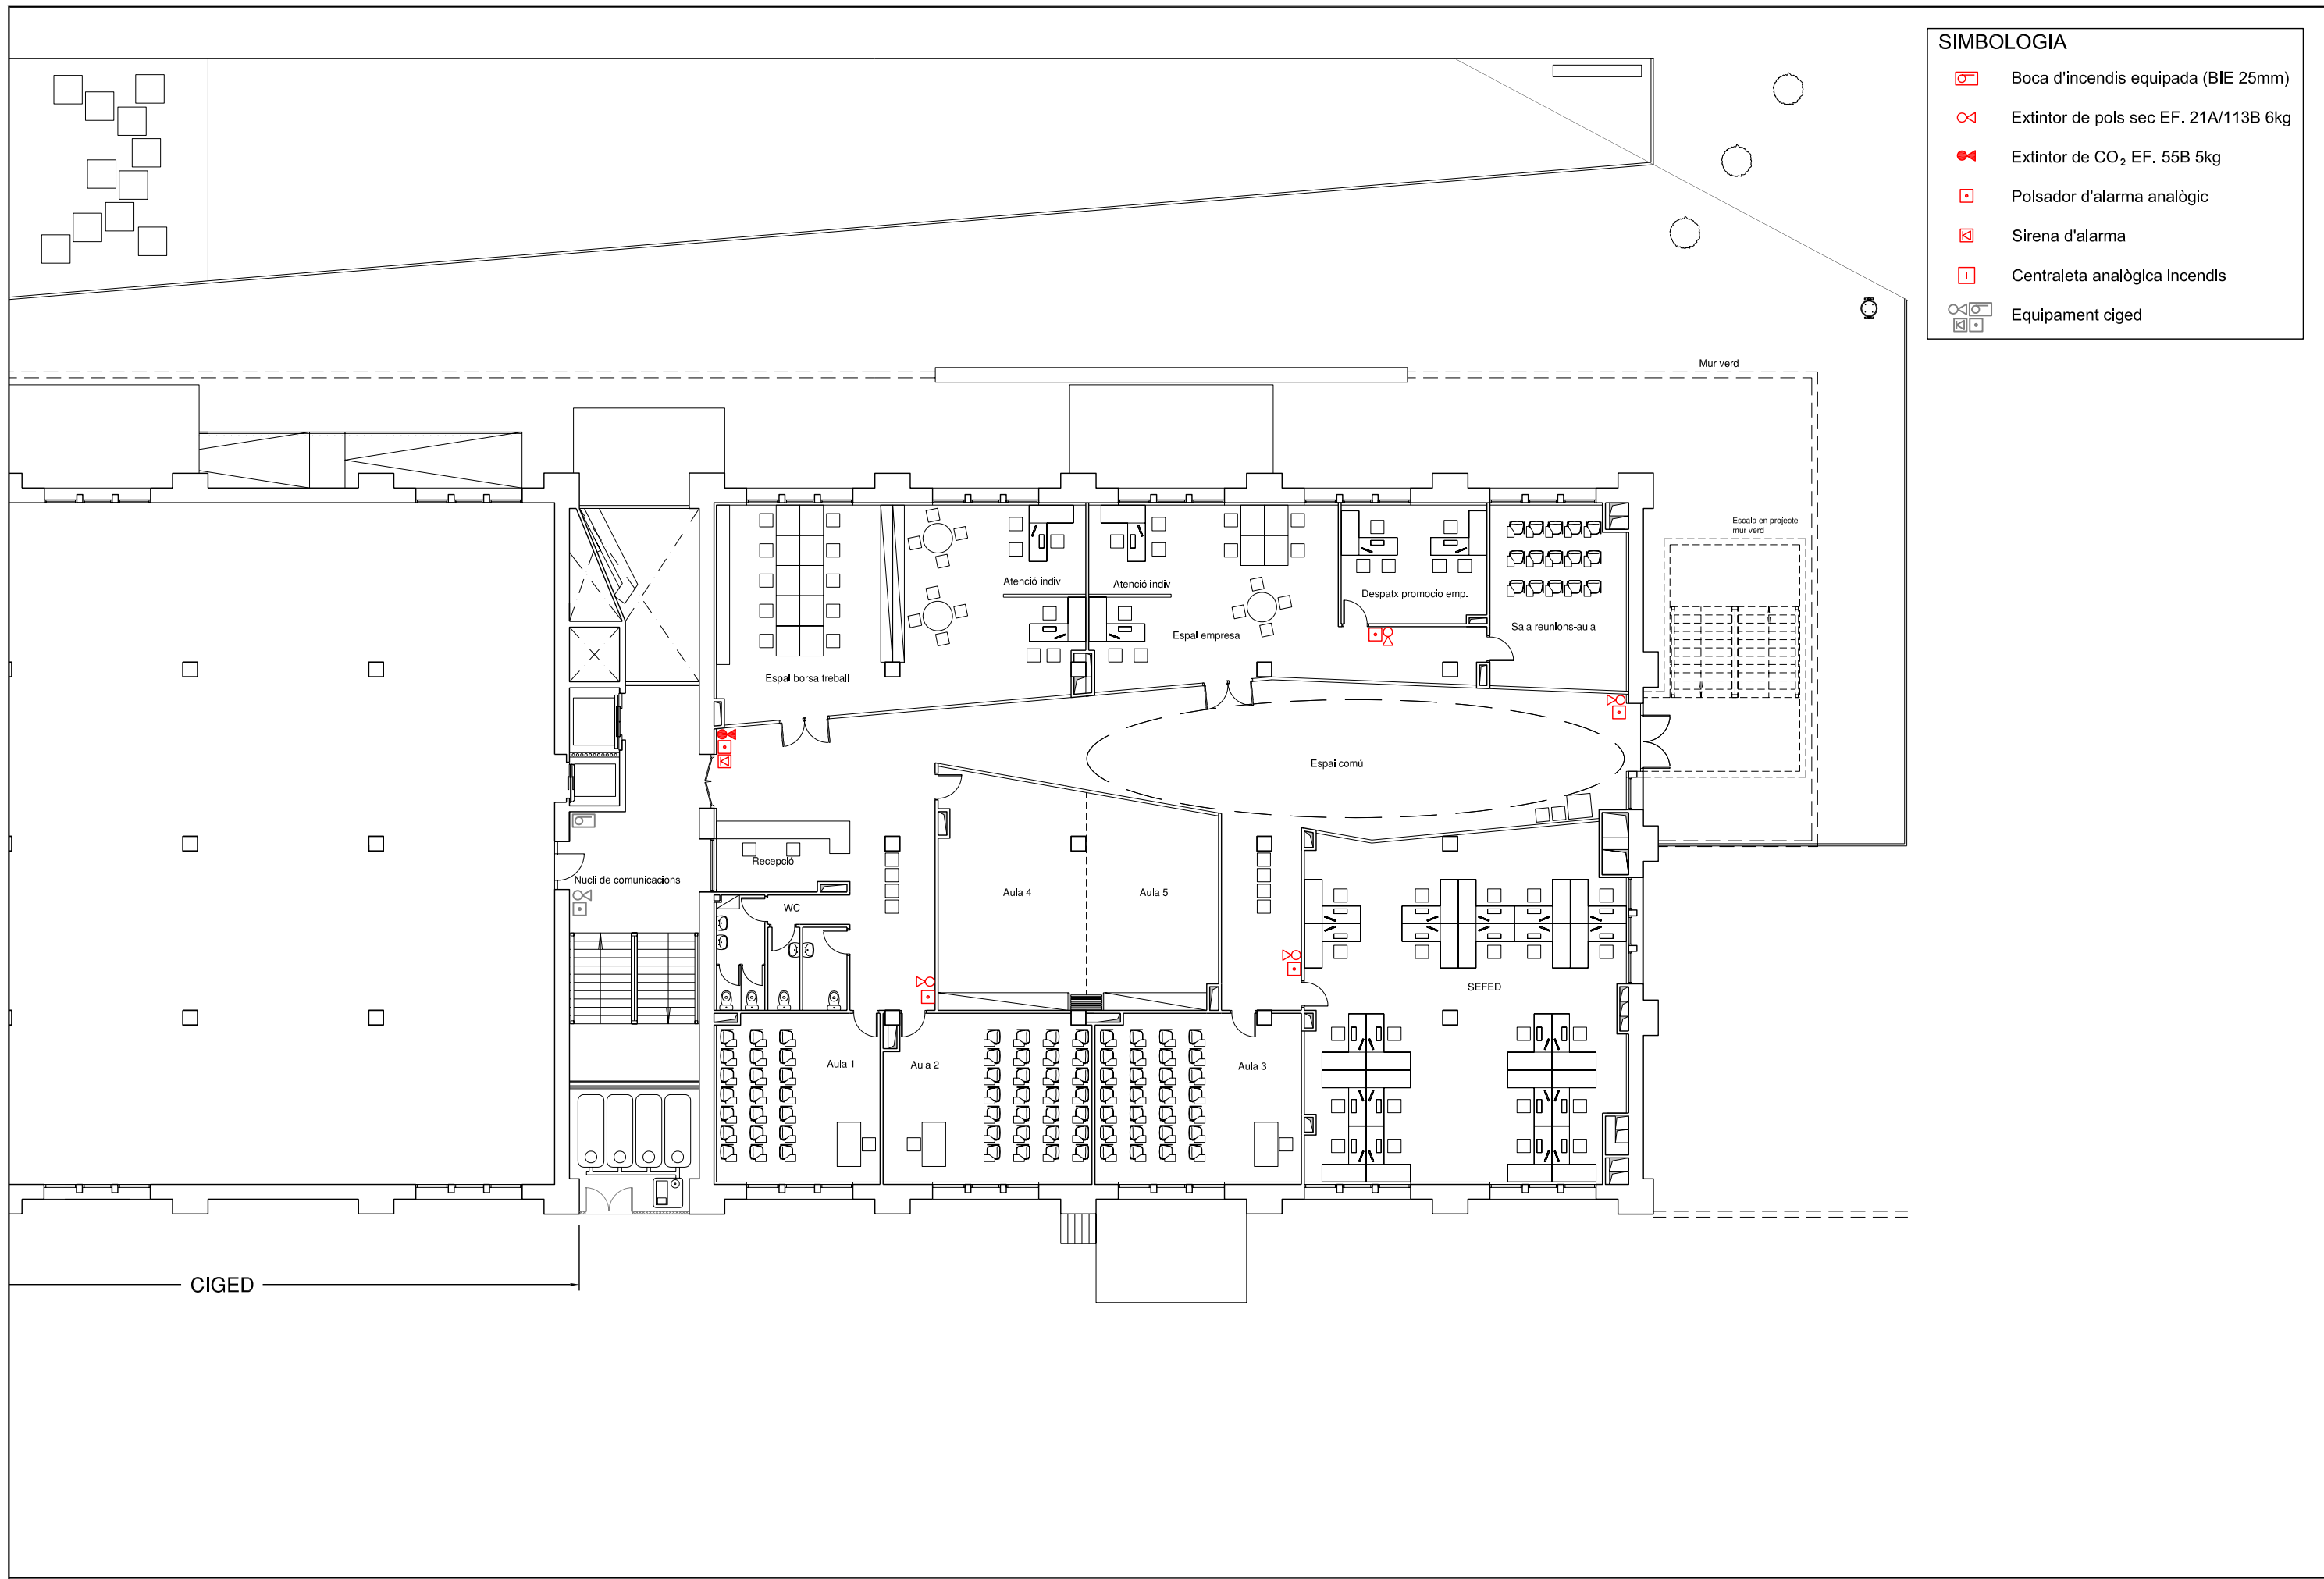 SIMBOLOGIA
Boca d'incendis equipada (BIE 25mm)
Extintor de pols sec EF. 21A/113B 6kg
Extintor de CO₂ EF. 55B 5kg
Polsador d'alarma analògic
Sirena d'alarma
Centraleta analògica incendis
Equipament ciged
Mur verd
Escala en projecte
mur verd
Atenció indiv
Atenció indiv
Despatx promocio emp.
Sala reunions-aula
Espai empresa
Espai borsa treball
Espai comú
Recepció
Nucli de comunicacions
WC
Aula 4
Aula 5
SEFED
Aula 1
Aula 2
Aula 3
CIGED